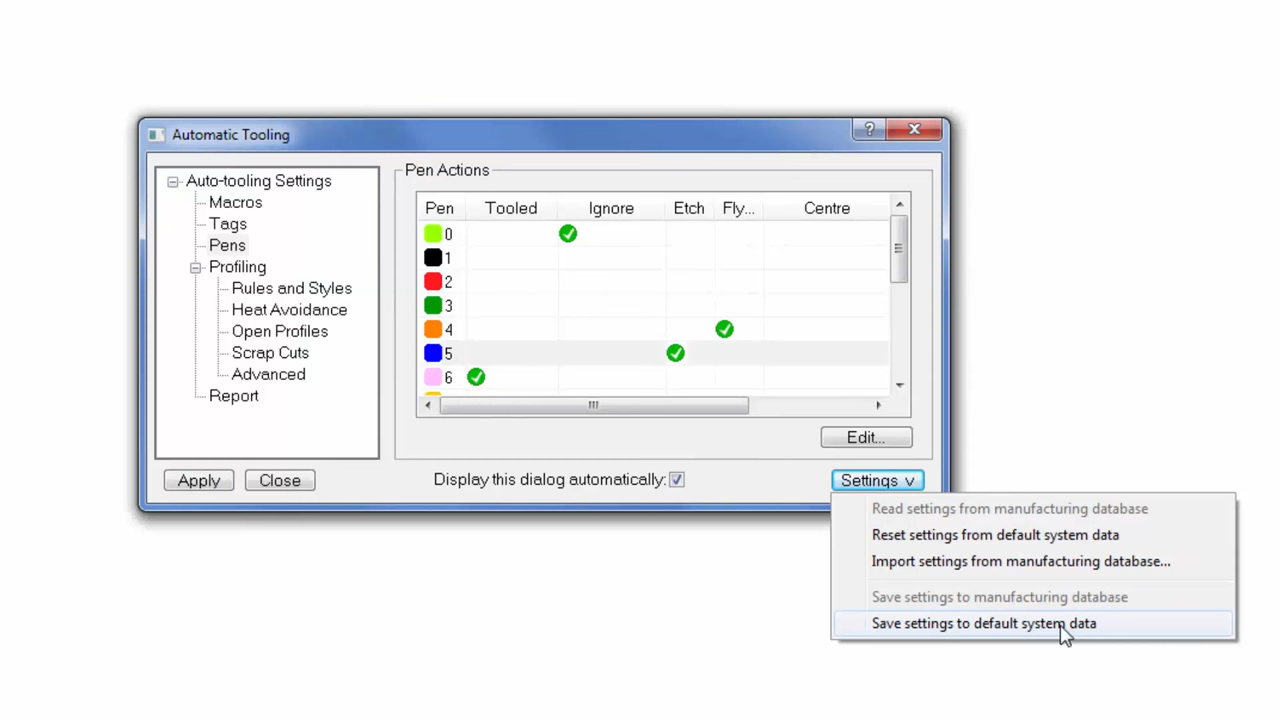 Automatic Tooling
?
Auto-tooling Settings
Macros
Tags
Pens
Profiling
Rules and Styles
Heat Avoidance
Open Profiles
Scrap Cuts
Advanced
Report
Pen Actions
Pen Tooled Ignore Etch Fly... Centre
0
1
2
3
4
5
6
Edit...
Apply Close Display this dialog automatically: Settings v
Read settings from manufacturing database
Reset settings from default system data
Import settings from manufacturing database...
Save settings to manufacturing database
Save settings to default system data